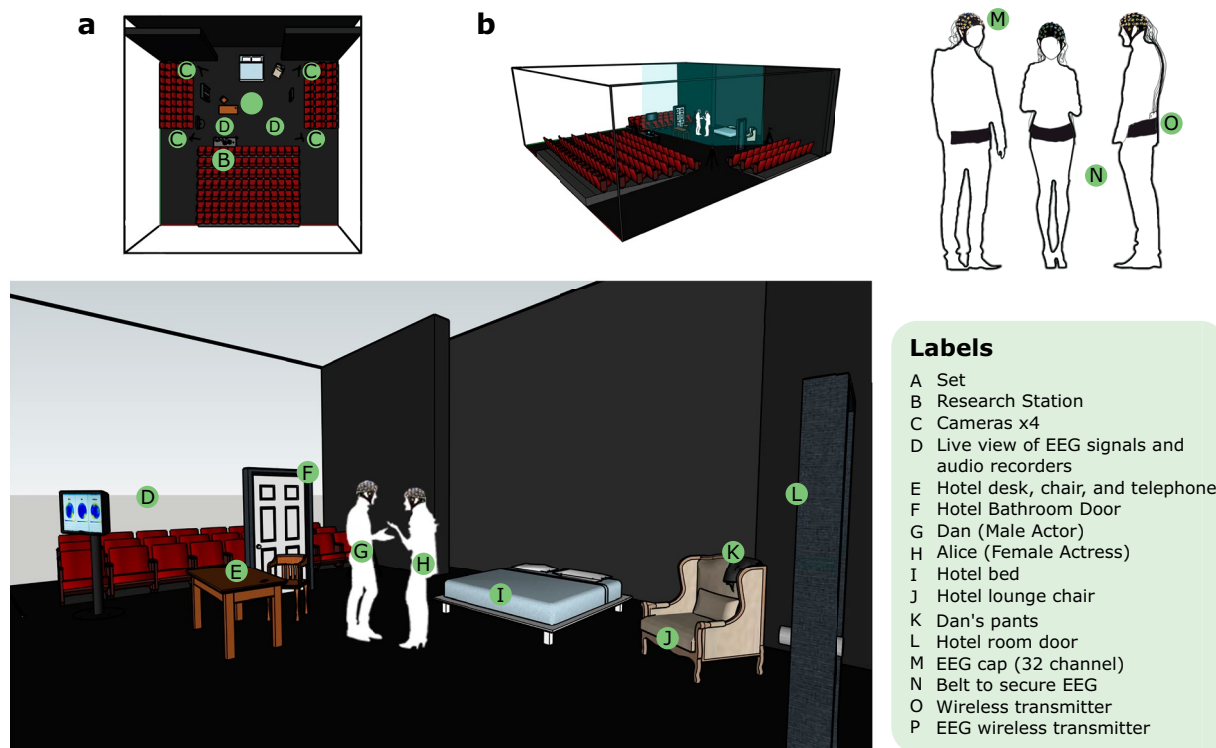 a
b
M
O
N
C
C
D
D
C
C
B
D
F
G
H
E
I
K
J
L
Labels
A Set
B Research Station
C Cameras x4
D Live view of EEG signals and
audio recorders
E Hotel desk, chair, and telephone
F Hotel Bathroom Door
G Dan (Male Actor)
H Alice (Female Actress)
I Hotel bed
J Hotel lounge chair
K Dan's pants
L Hotel room door
M EEG cap (32 channel)
N Belt to secure EEG
O Wireless transmitter
P EEG wireless transmitter